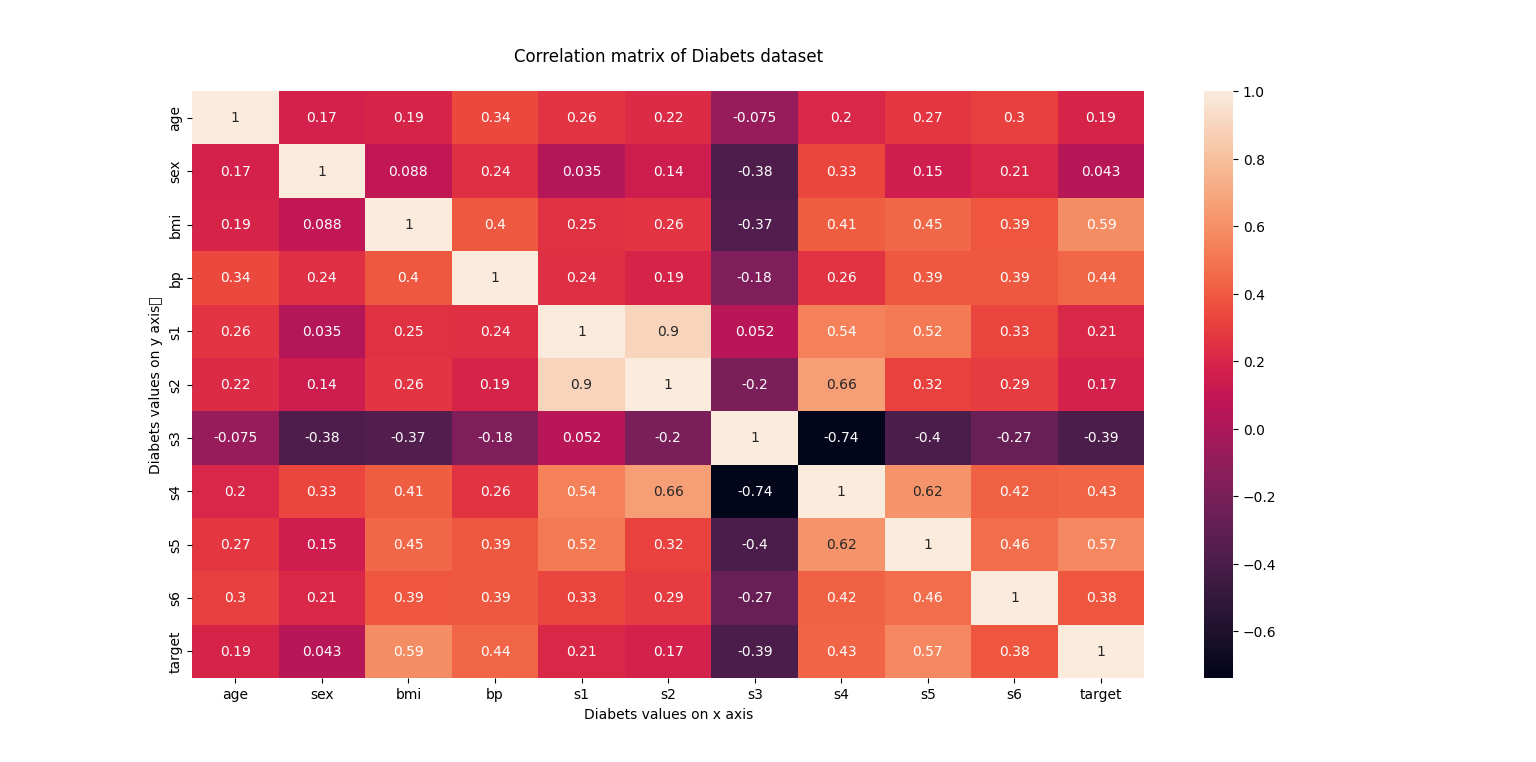 Correlation matrix of Diabets dataset
age 1 0.17 0.19 0.34 0.26 0.22 -0.075 0.2 0.27 0.3 0.19
sex 0.17 1 0.088 0.24 0.035 0.14 -0.38 0.33 0.15 0.21 0.043
bmi 0.19 0.088 1 0.4 0.25 0.26 -0.37 0.41 0.45 0.39 0.59
bp 0.34 0.24 0.4 1 0.24 0.19 -0.18 0.26 0.39 0.39 0.44
s1 0.26 0.035 0.25 0.24 1 0.9 0.052 0.54 0.52 0.33 0.21
s2 0.22 0.14 0.26 0.19 0.9 1 -0.2 0.66 0.32 0.29 0.17
s3 -0.075 -0.38 -0.37 -0.18 0.052 -0.2 1 -0.74 -0.4 -0.27 -0.39
s4 0.2 0.33 0.41 0.26 0.54 0.66 -0.74 1 0.62 0.42 0.43
s5 0.27 0.15 0.45 0.39 0.52 0.32 -0.4 0.62 1 0.46 0.57
s6 0.3 0.21 0.39 0.39 0.33 0.29 -0.27 0.42 0.46 1 0.38
target 0.19 0.043 0.59 0.44 0.21 0.17 -0.39 0.43 0.57 0.38 1
age sex bmi bp s1 s2 s3 s4 s5 s6 target
Diabets values on x axis
Diabets values on y axis▯
1.0
0.8
0.6
0.4
0.2
0.0
−0.2
−0.4
−0.6